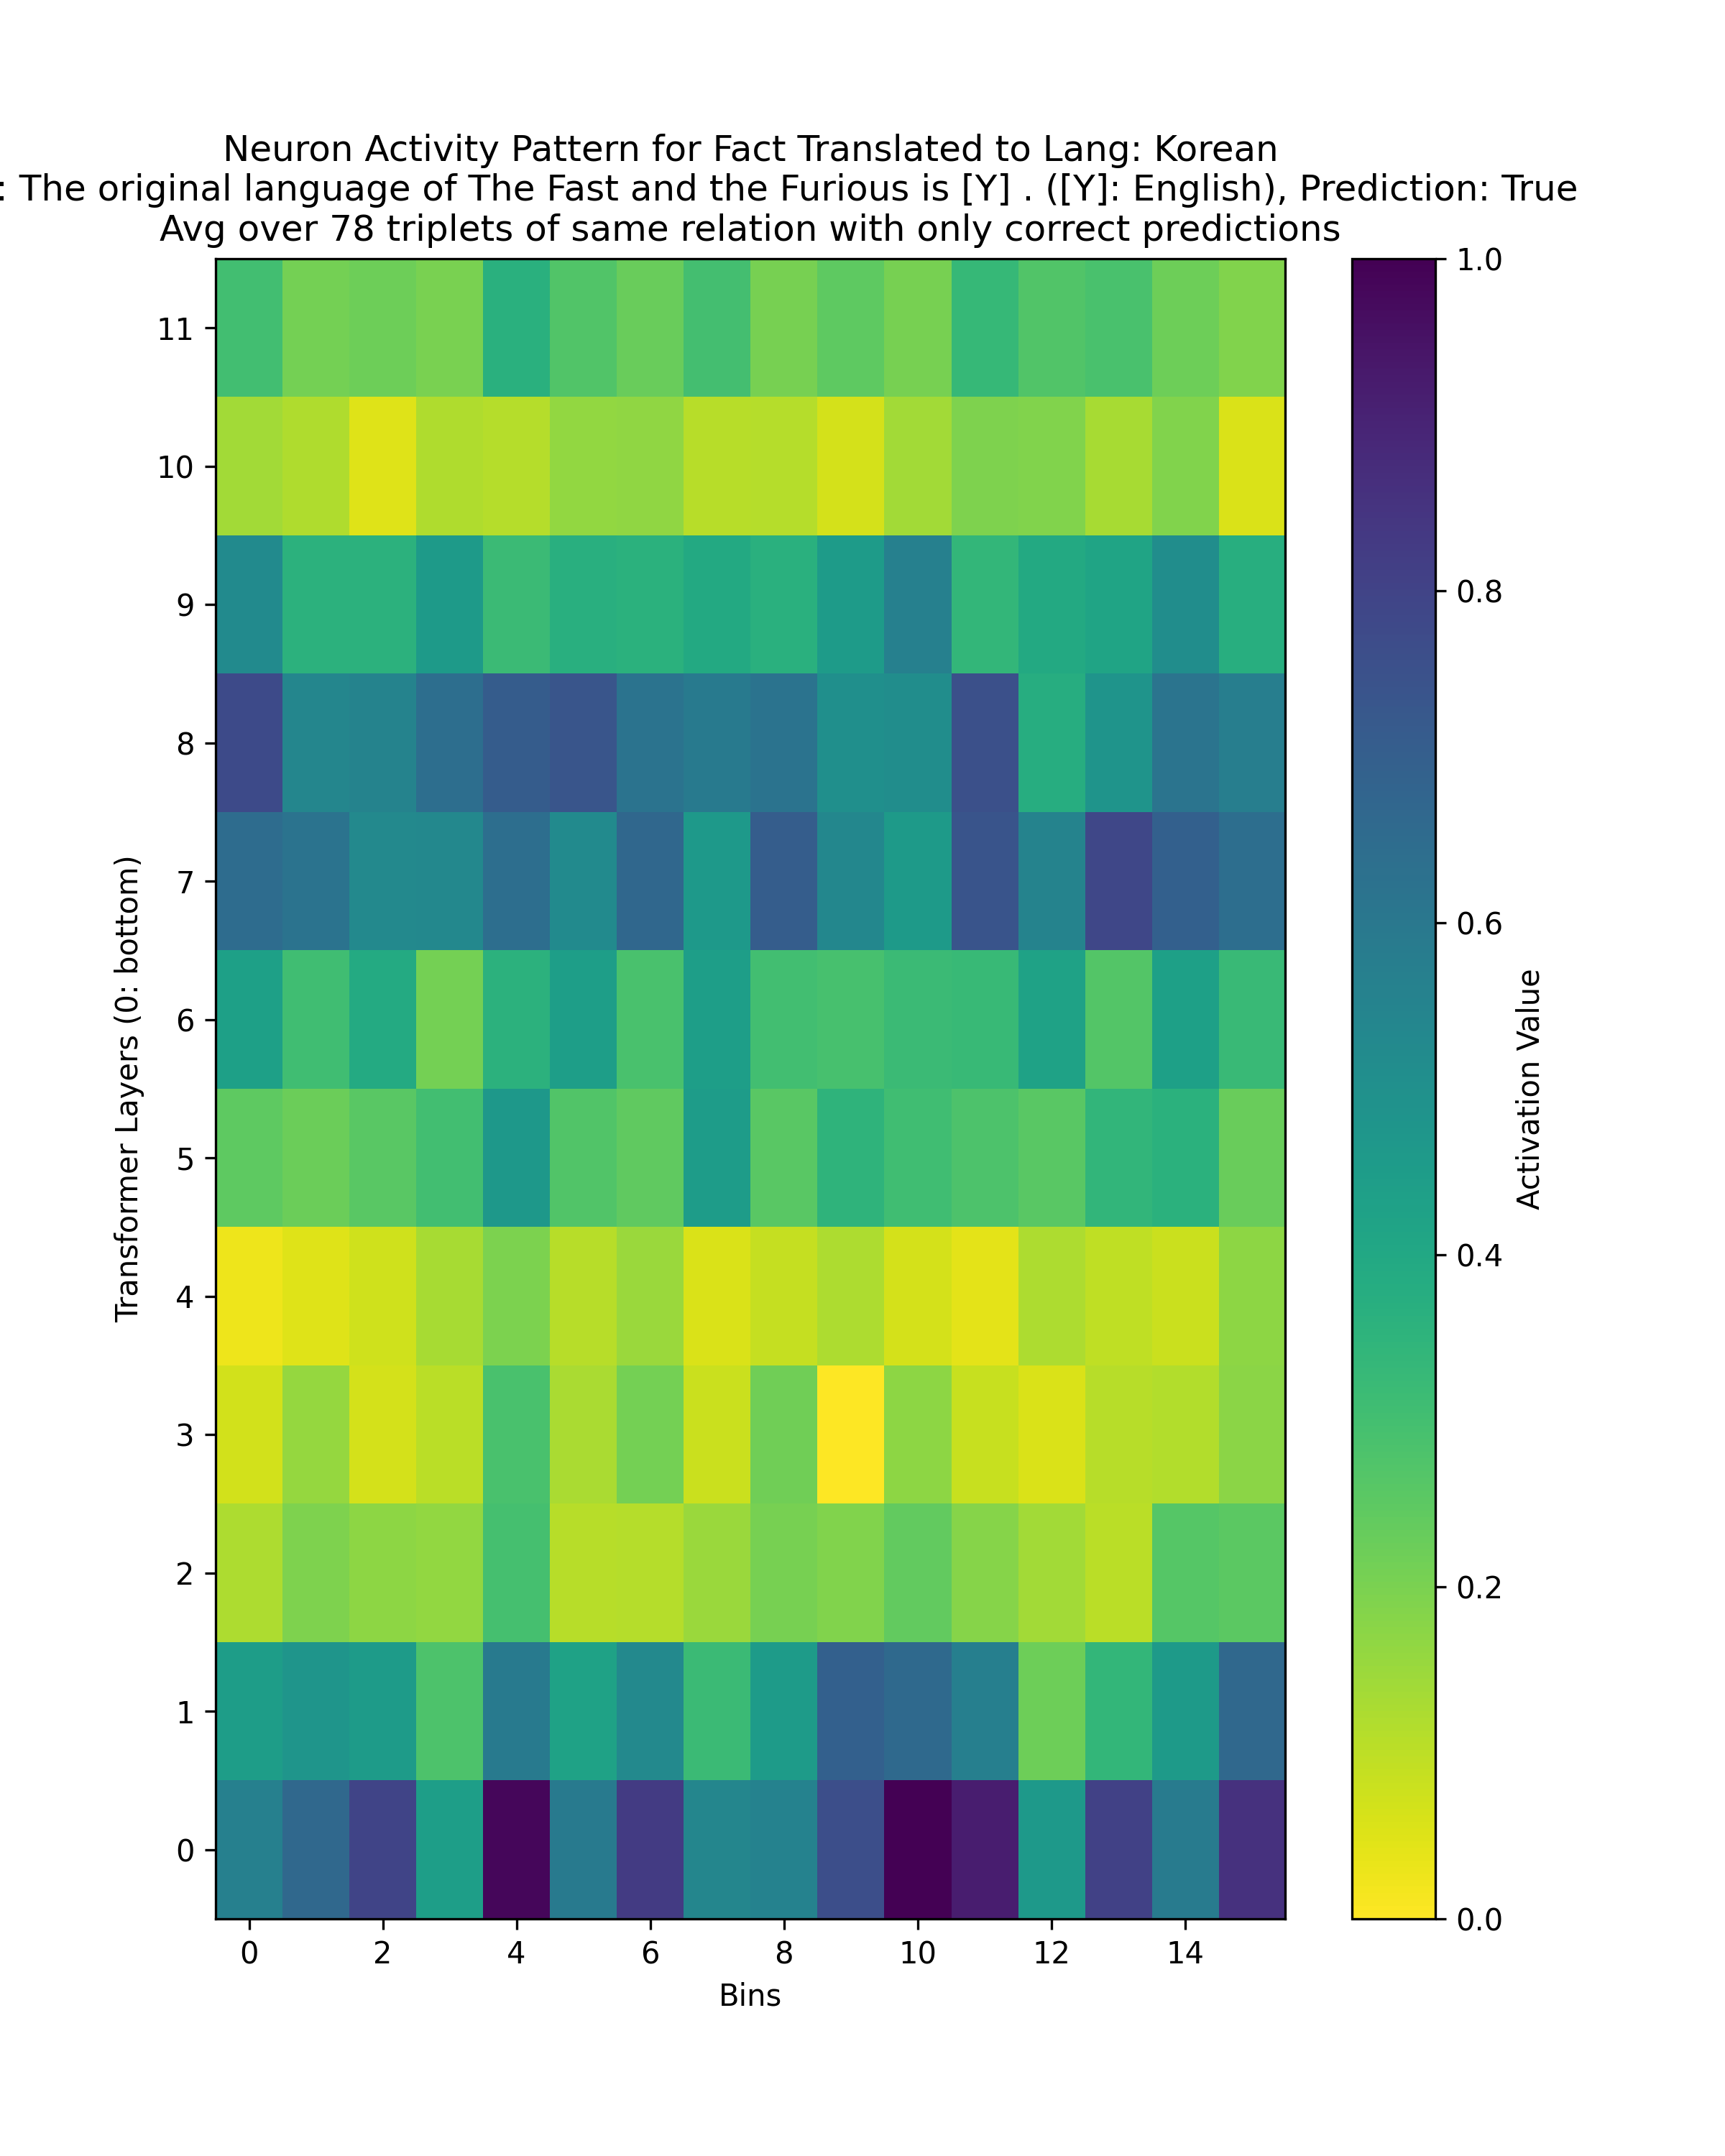 Neuron Activity Pattern for Fact Translated to Lang: Korean
: The original language of The Fast and the Furious is [Y] . ([Y]: English), Prediction: True
Avg over 78 triplets of same relation with only correct predictions
Transformer Layers (0: bottom)
11
10
9
8
7
6
5
4
3
2
1
0
0 2 4 6 8 10 12 14
Bins
1.0
0.8
0.6
0.4
0.2
0.0
Activation Value